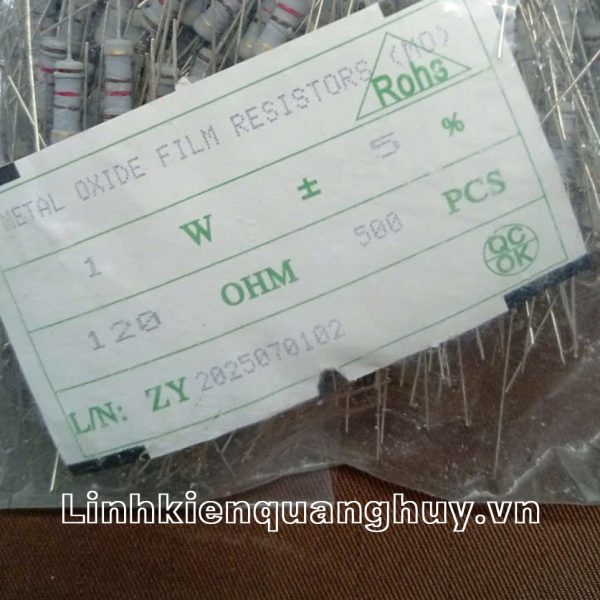 METAL OXIDE FILM RESISTORS (MO)
Rohs
1 W ± 5 %
120 OHM 500 PCS
QC OK
L/N: ZY 2025070102
Linhkienquanghuy.vn